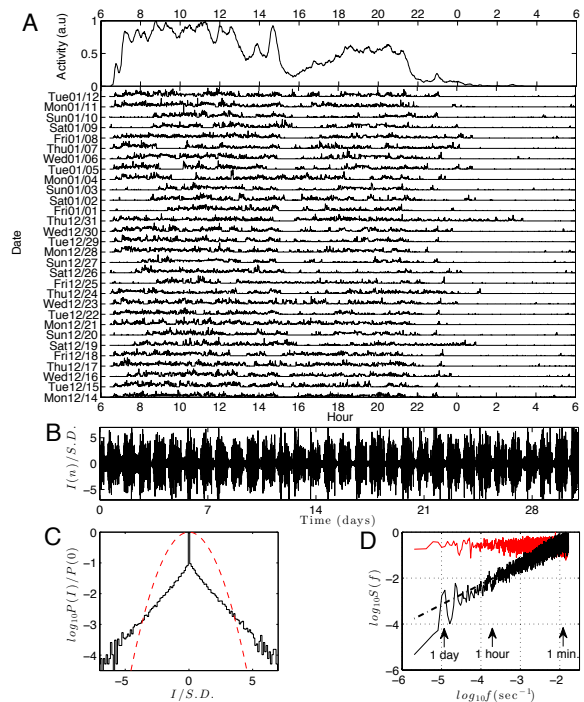 A
6 8 10 12 14 16 18 20 22 0 2 4 6
Activity (a.u)
1
0.5
0
Date
Tue01/12
Mon01/11
Sun01/10
Sat01/09
Fri01/08
Thu01/07
Wed01/06
Tue01/05
Mon01/04
Sun01/03
Sat01/02
Fri01/01
Thu12/31
Wed12/30
Tue12/29
Mon12/28
Sun12/27
Sat12/26
Fri12/25
Thu12/24
Wed12/23
Tue12/22
Mon12/21
Sun12/20
Sat12/19
Fri12/18
Thu12/17
Wed12/16
Tue12/15
Mon12/14
6 8 10 12 14 16 18 20 22 0 2 4 6
Hour
B
I(n)/S.D.
5
0
−5
0 7 14 21 28
Time (days)
C
log10P(I)/P(0)
0
−1
−2
−3
−4
−5 0 5
I/S.D.
D
log10S(f)
0
−2
−4
−6
1 day 1 hour 1 min.
−6 −5 −4 −3 −2 −1
log10f(sec−1)